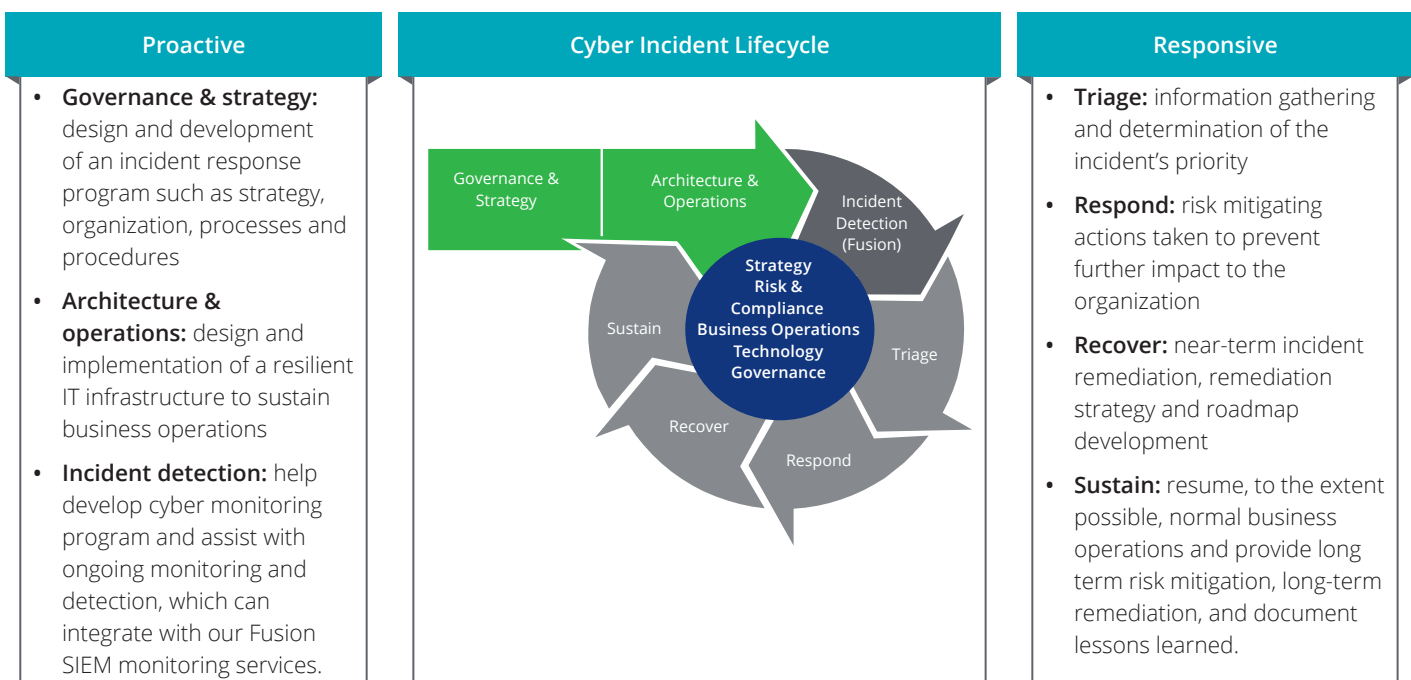 Proactive
• Governance & strategy:
design and development
of an incident response
program such as strategy,
organization, processes and
procedures
• Architecture &
operations: design and
implementation of a resilient
IT infrastructure to sustain
business operations
• Incident detection: help
develop cyber monitoring
program and assist with
ongoing monitoring and
detection, which can
integrate with our Fusion
SIEM monitoring services.
Cyber Incident Lifecycle
Governance &
Strategy
Architecture &
Operations
Incident
Detection
(Fusion)
Triage
Respond
Recover
Sustain
Strategy
Risk &
Compliance
Business Operations
Technology
Governance
Responsive
• Triage: information gathering
and determination of the
incident’s priority
• Respond: risk mitigating
actions taken to prevent
further impact to the
organization
• Recover: near-term incident
remediation, remediation
strategy and roadmap
development
• Sustain: resume, to the extent
possible, normal business
operations and provide long
term risk mitigation, long-term
remediation, and document
lessons learned.